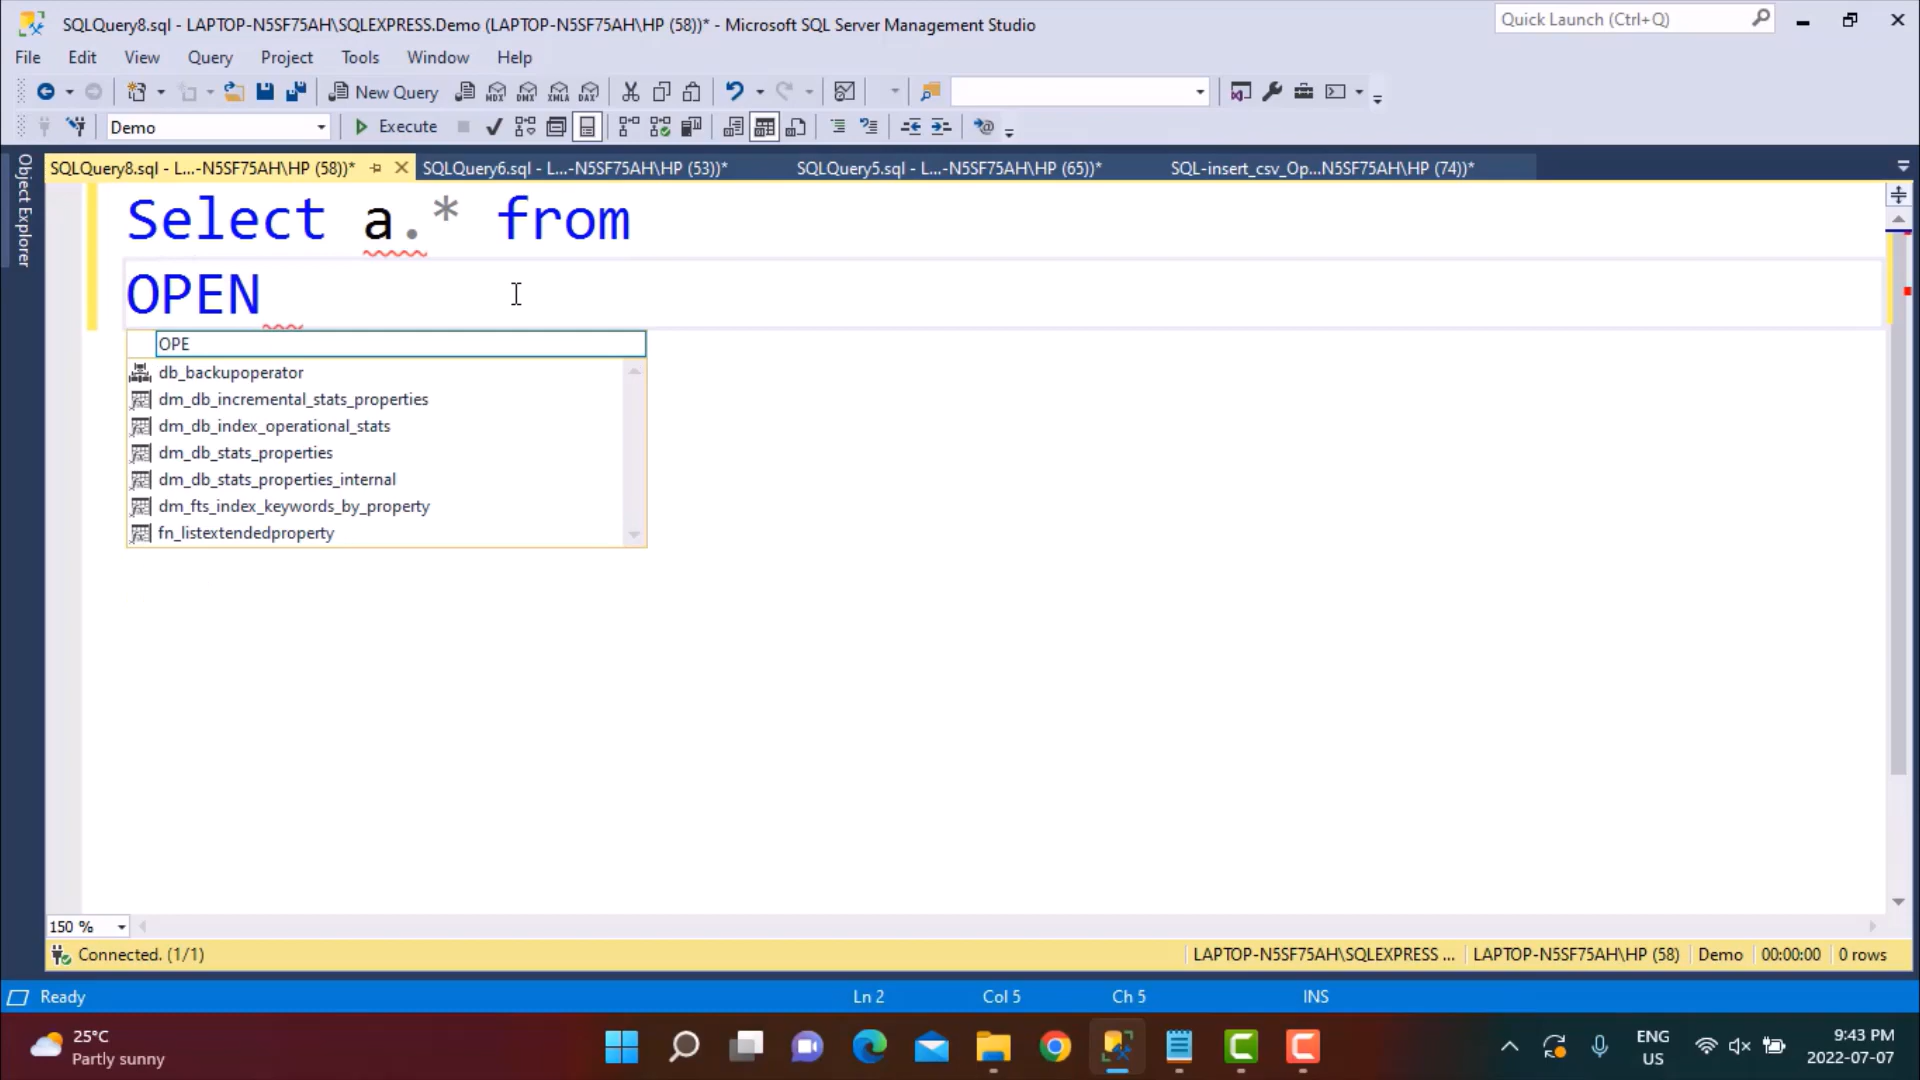 SQLQuery8.sql - LAPTOP-N5SF75AH\SQLEXPRESS.Demo (LAPTOP-N5SF75AH\HP (58))* - Microsoft SQL Server Management Studio
Quick Launch (Ctrl+Q)
File Edit View Query Project Tools Window Help
New Query MDX DMX XMLA DAX
Demo Execute
Object Explorer
SQLQuery8.sql - L...-N5SF75AH\HP (58))* SQLQuery6.sql - L...-N5SF75AH\HP (53))* SQLQuery5.sql - L...-N5SF75AH\HP (65))* SQL-insert_csv_Op...N5SF75AH\HP (74))*
Select a.* from
OPEN
OPE
db_backupoperator
dm_db_incremental_stats_properties
dm_db_index_operational_stats
dm_db_stats_properties
dm_db_stats_properties_internal
dm_fts_index_keywords_by_property
fn_listextendedproperty
150 %
Connected. (1/1) LAPTOP-N5SF75AH\SQLEXPRESS ... LAPTOP-N5SF75AH\HP (58) Demo 00:00:00 0 rows
Ready Ln 2 Col 5 Ch 5 INS
25°C
Partly sunny
ENG
US
9:43 PM
2022-07-07